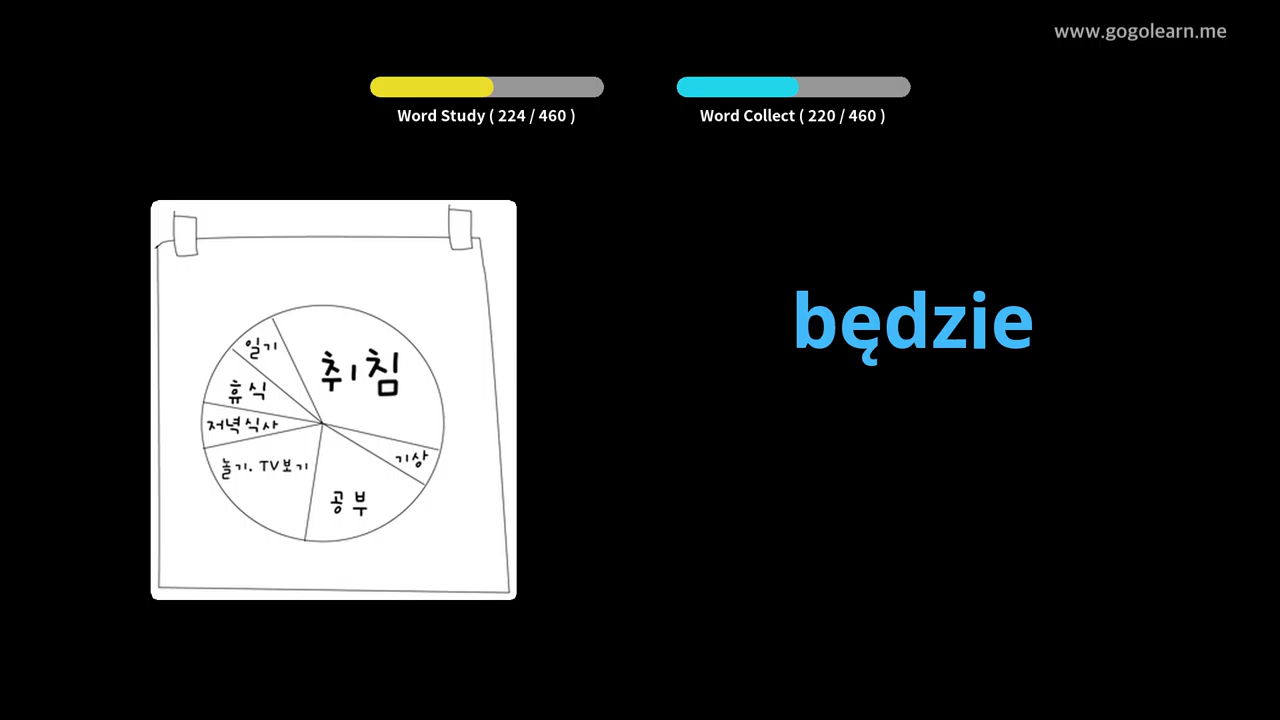 www.gogolearn.me
Word Study ( 224 / 460 )
Word Collect ( 220 / 460 )
będzie
일기
취침
휴식
저녁식사
놀기. TV보기
기상
공부